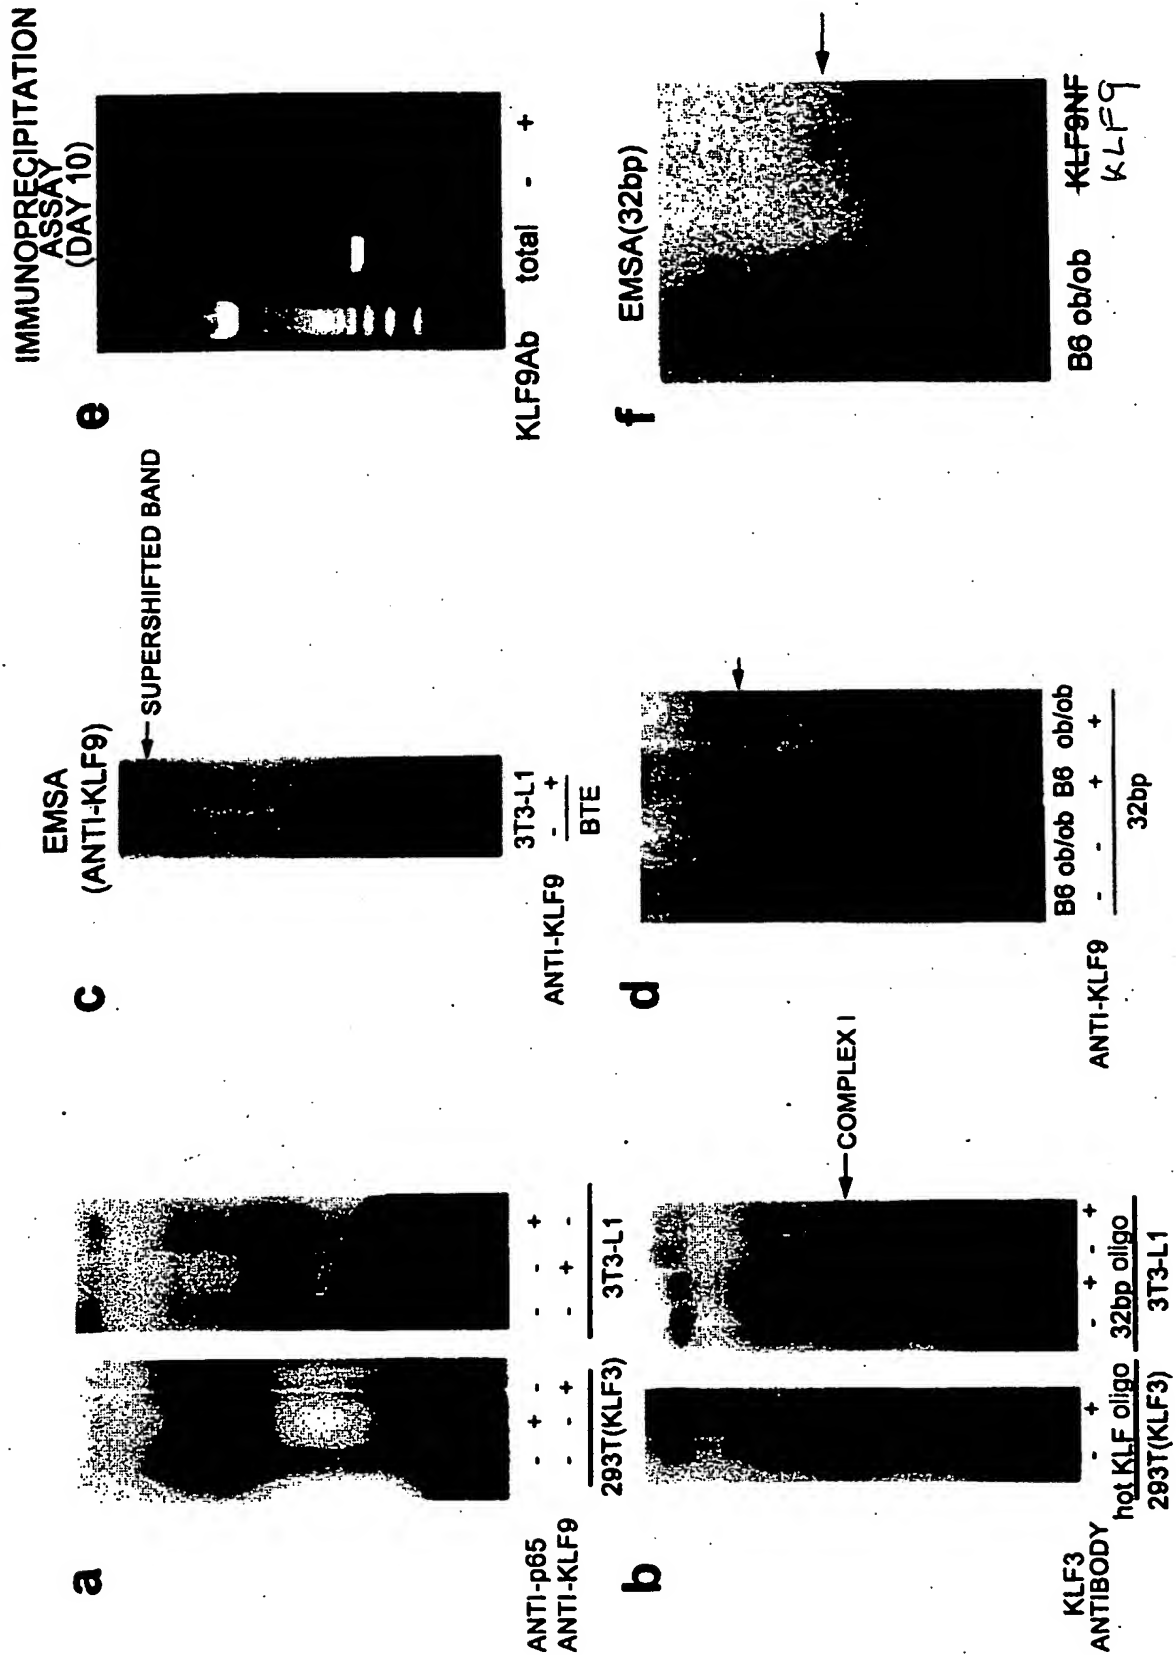 a
ANTI-p65 - + - - - +
ANTI-KLF9 - - + - + -
293T(KLF3) 3T3-L1
b
COMPLEX I
KLF3
ANTIBODY - + - + - +
hot KLF oligo 32bp oligo
293T(KLF3) 3T3-L1
c
EMSA
(ANTI-KLF9)
SUPERSHIFTED BAND
3T3-L1
ANTI-KLF9 - +
BTE
d
B6 ob/ob B6 ob/ob
ANTI-KLF9 - - + +
32bp
e
IMMUNOPRECIPITATION
ASSAY
(DAY 10)
KLF9Ab total - +
f
EMSA(32bp)
B6 ob/ob KLF9NF
KLF9